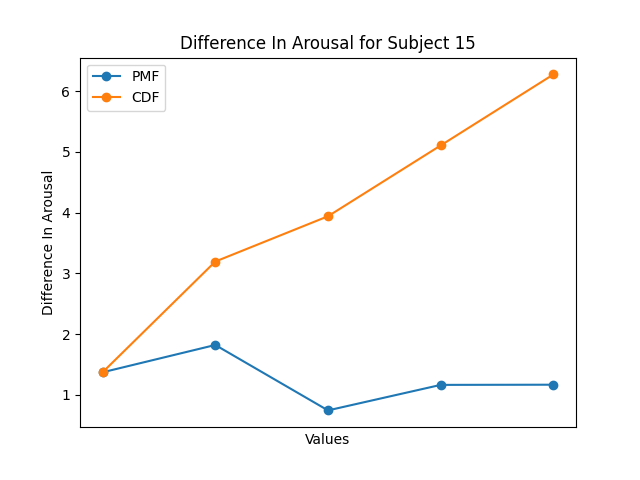 Difference In Arousal for Subject 15
PMF
CDF
6
5
4
3
2
1
Difference In Arousal
Values